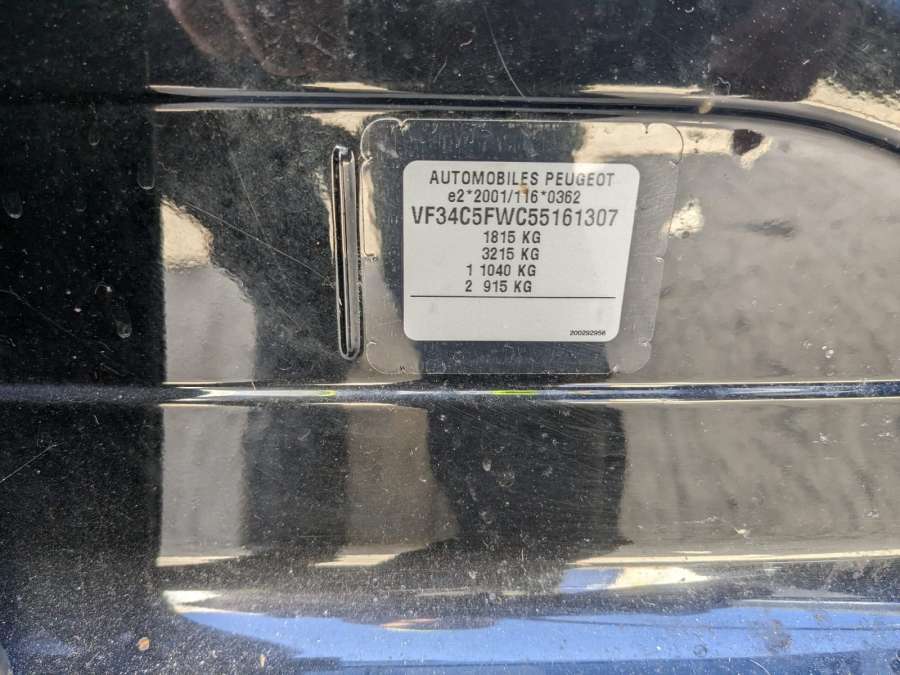 AUTOMOBILES PEUGEOT
e2*2001/116*0362
VF34C5FWC55161307
1815 KG
3215 KG
1 1040 KG
2 915 KG
200292956